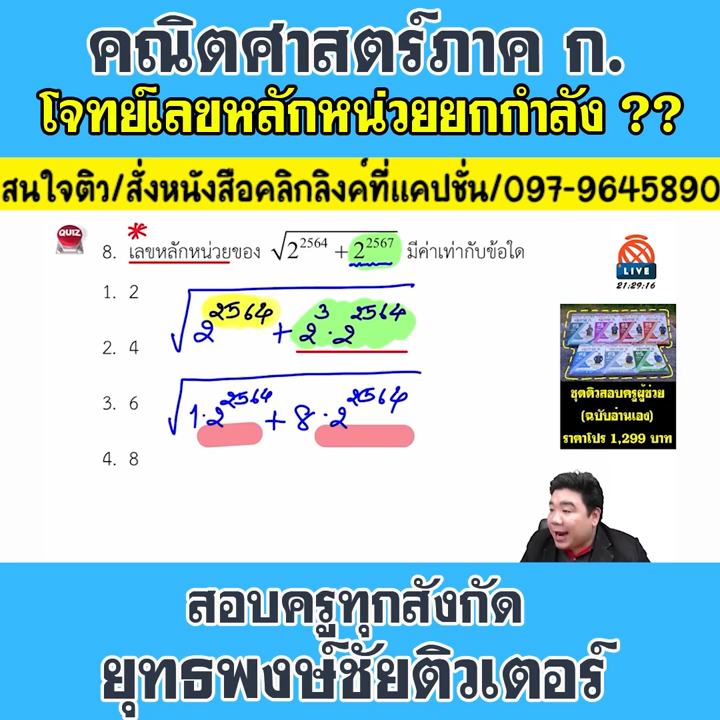 คณิตศาสตร์ภาค ก.
โจทย์เลขหลักหน่วยยกกำลัง ??
สนใจติว/สั่งหนังสือคลิกลิงค์ที่แคปชั่น/097-9645890
QUIZ
*
8. เลขหลักหน่วยของ √(2^2564 + 2^2567) มีค่าเท่ากับข้อใด
1. 2
√(2^2564 + 2^3 · 2^2564)
2. 4
3. 6
√(1·2^2564 + 8·2^2564)
4. 8
LIVE
21:29:16
ชุดติวสอบครูผู้ช่วย
(ฉบับอ่านเอง)
ราคาโปร 1,299 บาท
สอบครูทุกสังกัด
ยุทธพงษ์ชัยติวเตอร์